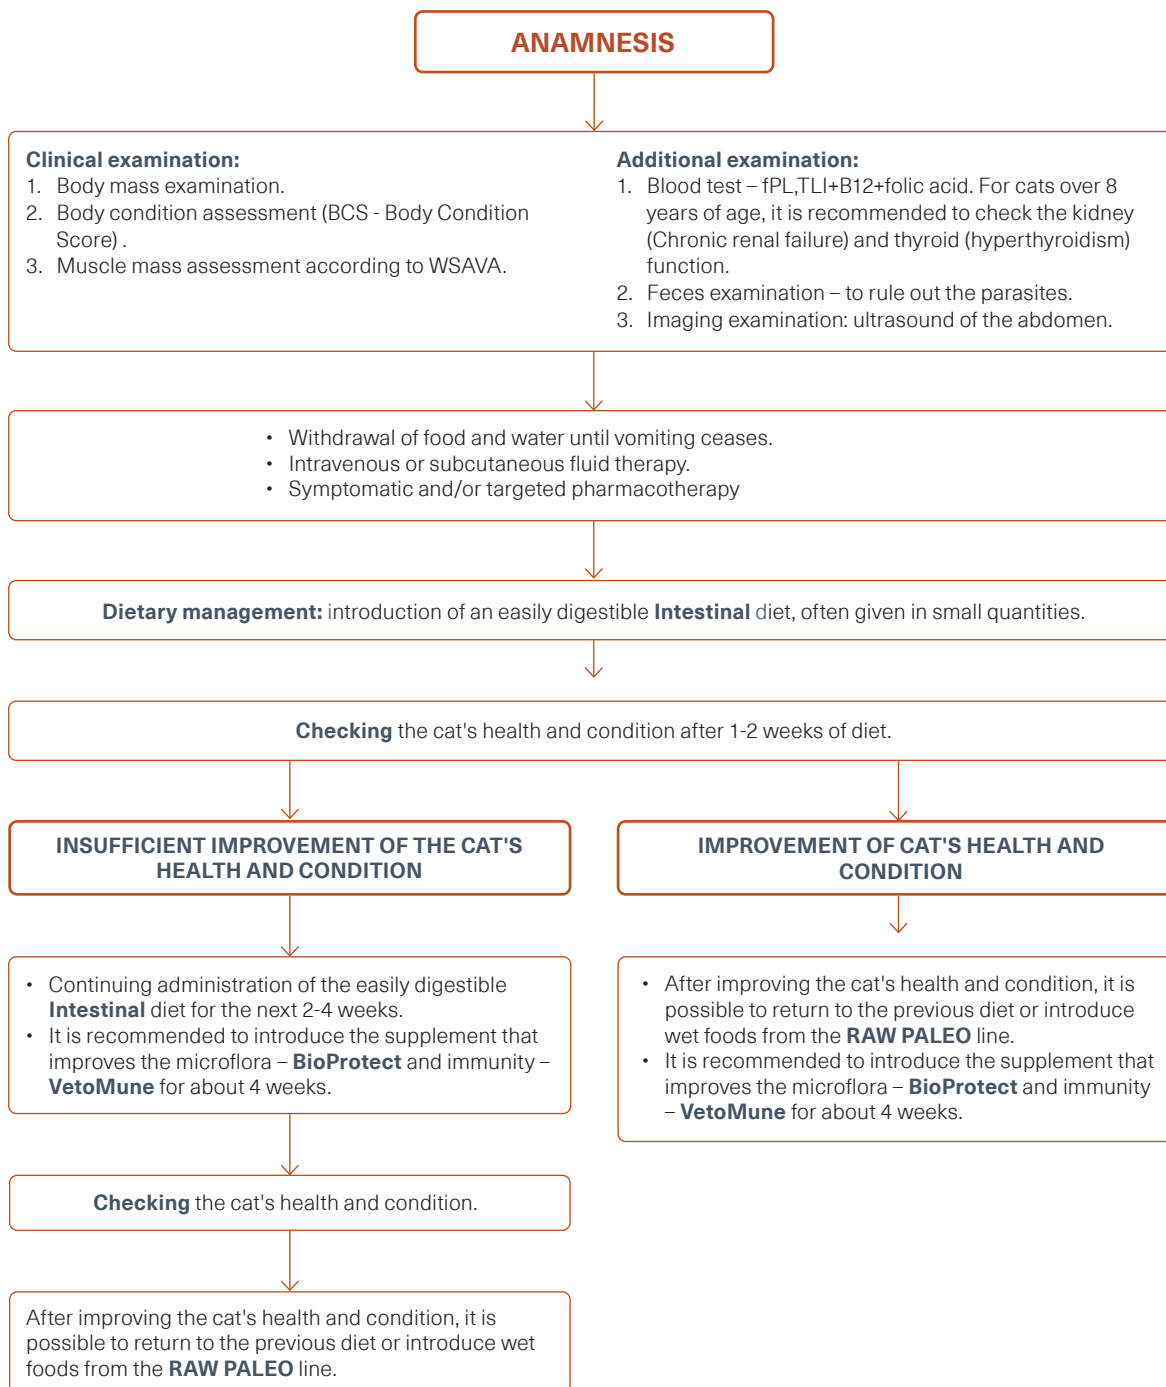 ANAMNESIS
Clinical examination:
1. Body mass examination.
2. Body condition assessment (BCS - Body Condition
Score) .
3. Muscle mass assessment according to WSAVA.
Additional examination:
1. Blood test – fPL,TLI+B12+folic acid. For cats over 8
years of age, it is recommended to check the kidney
(Chronic renal failure) and thyroid (hyperthyroidism)
function.
2. Feces examination – to rule out the parasites.
3. Imaging examination: ultrasound of the abdomen.
• Withdrawal of food and water until vomiting ceases.
• Intravenous or subcutaneous fluid therapy.
• Symptomatic and/or targeted pharmacotherapy
Dietary management: introduction of an easily digestible Intestinal diet, often given in small quantities.
Checking the cat's health and condition after 1-2 weeks of diet.
INSUFFICIENT IMPROVEMENT OF THE CAT'S
HEALTH AND CONDITION
• Continuing administration of the easily digestible
Intestinal diet for the next 2-4 weeks.
• It is recommended to introduce the supplement that
improves the microflora – BioProtect and immunity –
VetoMune for about 4 weeks.
Checking the cat's health and condition.
After improving the cat's health and condition, it is
possible to return to the previous diet or introduce wet
foods from the RAW PALEO line.
IMPROVEMENT OF CAT'S HEALTH AND
CONDITION
• After improving the cat's health and condition, it is
possible to return to the previous diet or introduce
wet foods from the RAW PALEO line.
• It is recommended to introduce the supplement that
improves the microflora – BioProtect and immunity
– VetoMune for about 4 weeks.